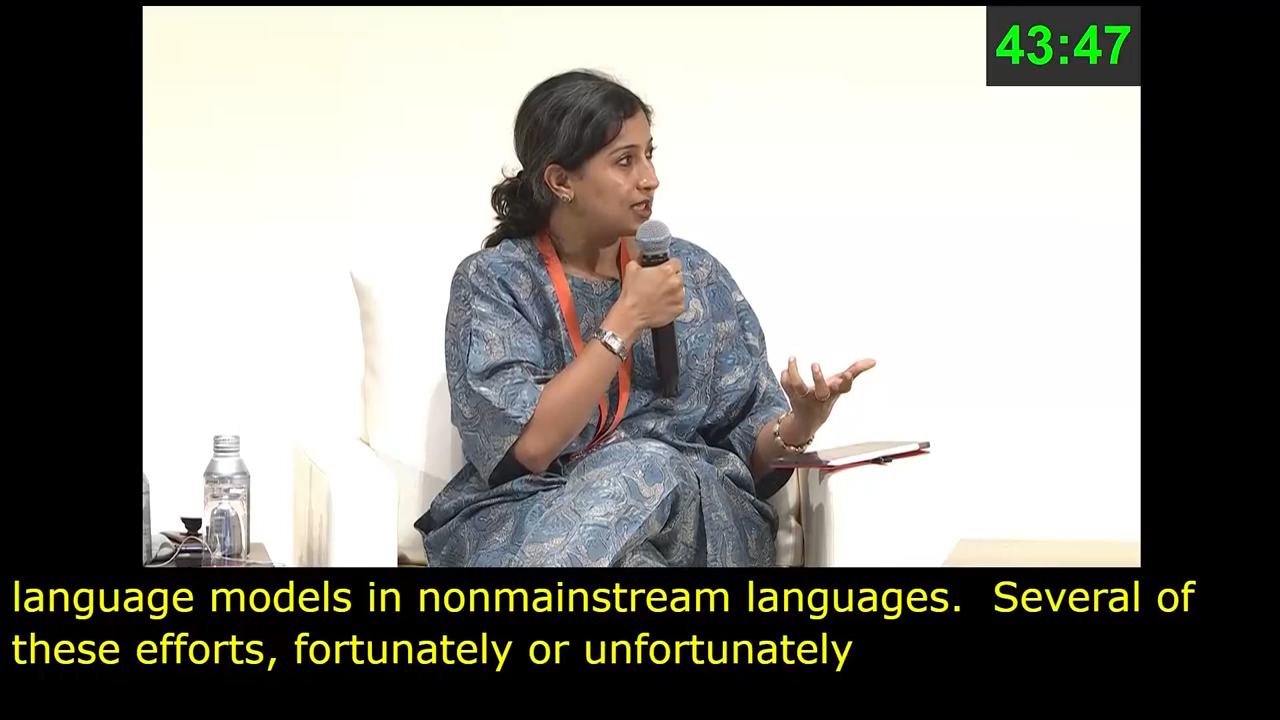 43:47
language models in nonmainstream languages.  Several of
these efforts, fortunately or unfortunately